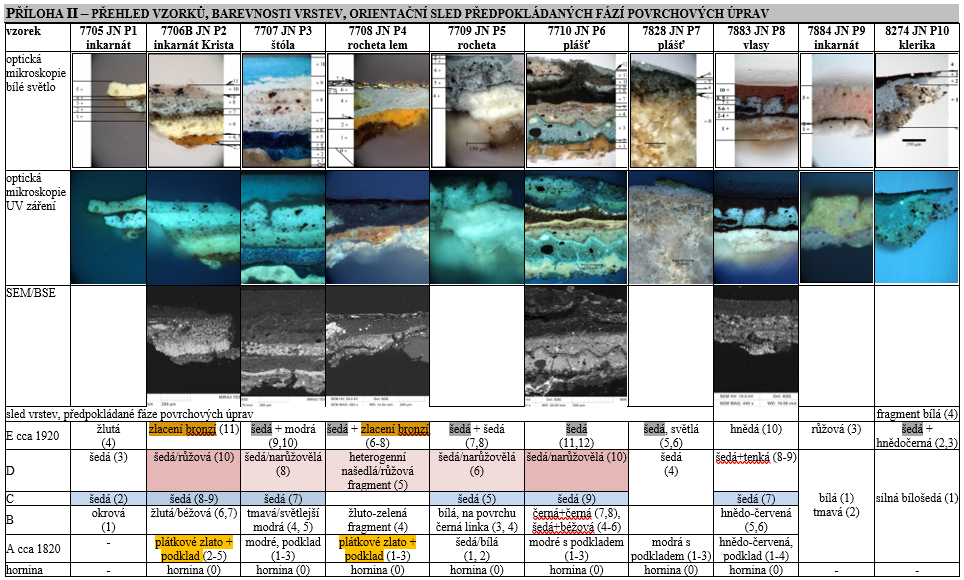 PŘÍLOHA II – PŘEHLED VZORKŮ, BAREVNOSTI VRSTEV, ORIENTAČNÍ SLED PŘEDPOKLÁDANÝCH FÁZÍ POVRCHOVÝCH ÚPRAV
vzorek
7705 JN P1
inkarnát
7706B JN P2
inkarnát Krista
7707 JN P3
štóla
7708 JN P4
rocheta lem
7709 JN P5
rocheta
7710 JN P6
plášť
7828 JN P7
plášť
7883 JN P8
vlasy
7884 JN P9
inkarnát
8274 JN P10
klerika
optická
mikroskopie
bílé světlo
150 µm
150 µm
optická
mikroskopie
UV záření
SEM/BSE
sled vrstev, předpokládané fáze povrchových úprav
fragment bílá (4)
E cca 1920
žlutá
(4)
zlacení bronzí (11)
šedá + modrá
(9,10)
šedá + zlacení bronzí
(6-8)
šedá + šedá
(7,8)
šedá
(11,12)
šedá, světlá
(5,6)
hnědá (10)
růžová (3)
šedá +
hnědočerná (2,3)
D
šedá (3)
šedá/růžová (10)
šedá/narůžovělá
(8)
heterogenní
našedlá/růžová
fragment (5)
šedá/narůžovělá
(6)
šedá/narůžovělá (10)
šedá
(4)
šedá+tenká (8-9)
bílá (1)
tmavá (2)
silná bílošedá (1)
C
šedá (2)
šedá (8-9)
šedá (7)
šedá (5)
šedá (9)
šedá (7)
B
okrová
(1)
žlutá/béžová (6,7)
tmavá/světlejší
modrá (4, 5)
žluto-zelená
fragment (4)
bílá, na povrchu
černá linka (3, 4)
černá+černá (7,8),
šedá+béžová (4-6)
hnědo-červená
(5,6)
A cca 1820
-
plátkové zlato +
podklad (2-5)
modré, podklad
(1-3)
plátkové zlato +
podklad (1-3)
šedá/bílá
(1, 2)
modré s podkladem
(1-3)
modrá s
podkladem (1-3)
hnědo-červená,
podklad (1-4)
hornina
-
hornina (0)
hornina (0)
hornina (0)
hornina (0)
hornina (0)
hornina (0)
hornina (0)
-
-